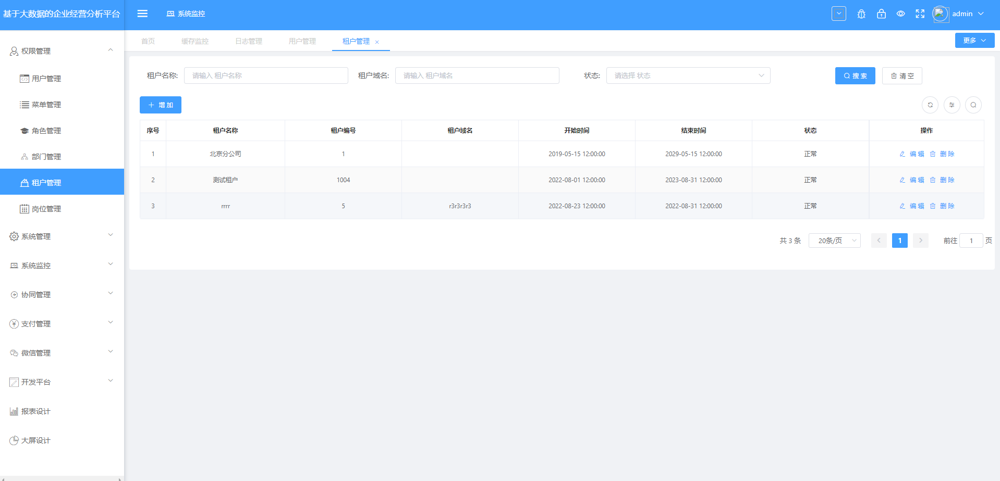 基于大数据的企业经营分析平台
系统监控
admin
首页 缓存监控 日志管理 用户管理 租户管理
更多
权限管理
用户管理
菜单管理
角色管理
部门管理
租户管理
岗位管理
系统管理
系统监控
协同管理
支付管理
微信管理
开发平台
报表设计
大屏设计
租户名称: 请输入 租户名称 租户域名: 请输入 租户域名 状态: 请选择 状态 搜 索 清 空
增 加
序号 租户名称 租户编号 租户域名 开始时间 结束时间 状态 操作
1 北京分公司 1 2019-05-15 12:00:00 2029-05-15 12:00:00 正常 编 辑 删 除
2 测试租户 1004 2022-08-01 12:00:00 2023-08-31 12:00:00 正常 编 辑 删 除
3 rrrr 5 r3r3r3r3 2022-08-23 12:00:00 2022-08-31 12:00:00 正常 编 辑 删 除
共 3 条 20条/页 1 前往 1 页